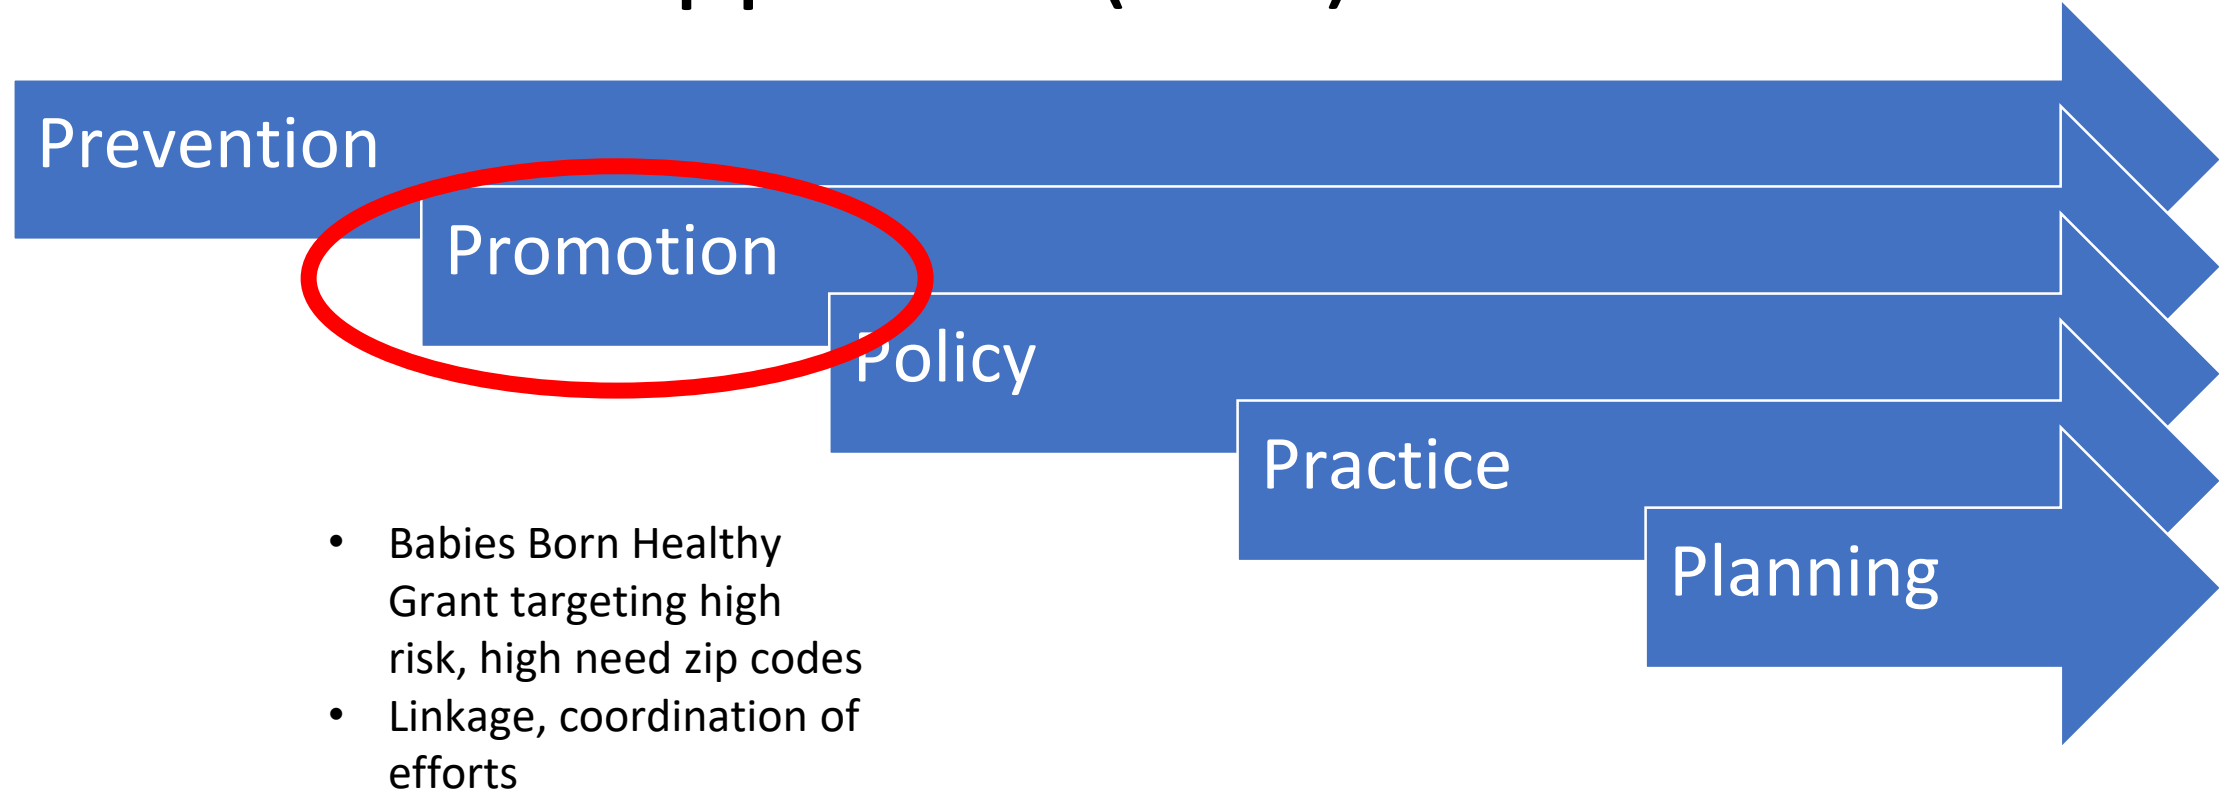 Prevention
Promotion
Policy
Practice
Planning
• Babies Born Healthy
Grant targeting high
risk, high need zip codes
• Linkage, coordination of
efforts